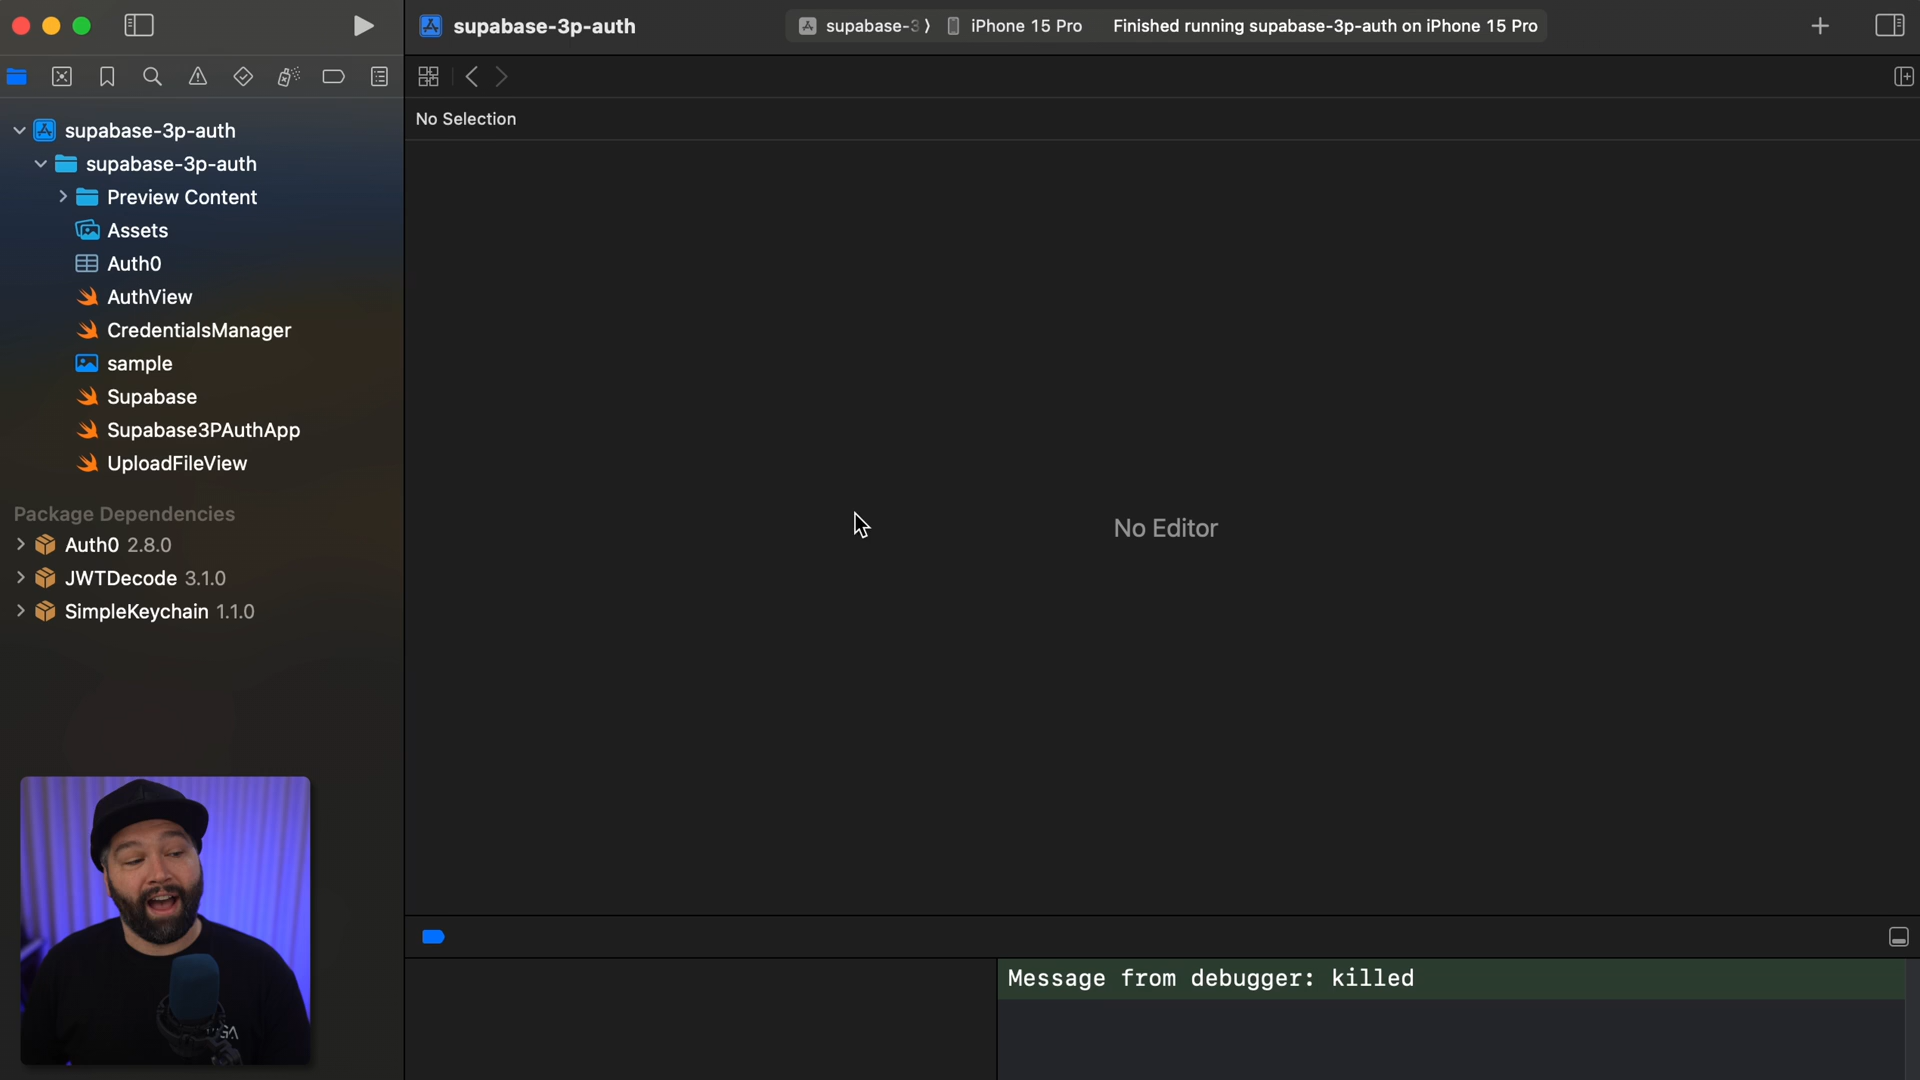 supabase-3p-auth
supabase-3
iPhone 15 Pro
Finished running supabase-3p-auth on iPhone 15 Pro
No Selection
supabase-3p-auth
supabase-3p-auth
Preview Content
Assets
Auth0
AuthView
CredentialsManager
sample
Supabase
Supabase3PAuthApp
UploadFileView
Package Dependencies
Auth0 2.8.0
JWTDecode 3.1.0
SimpleKeychain 1.1.0
No Editor
Message from debugger: killed